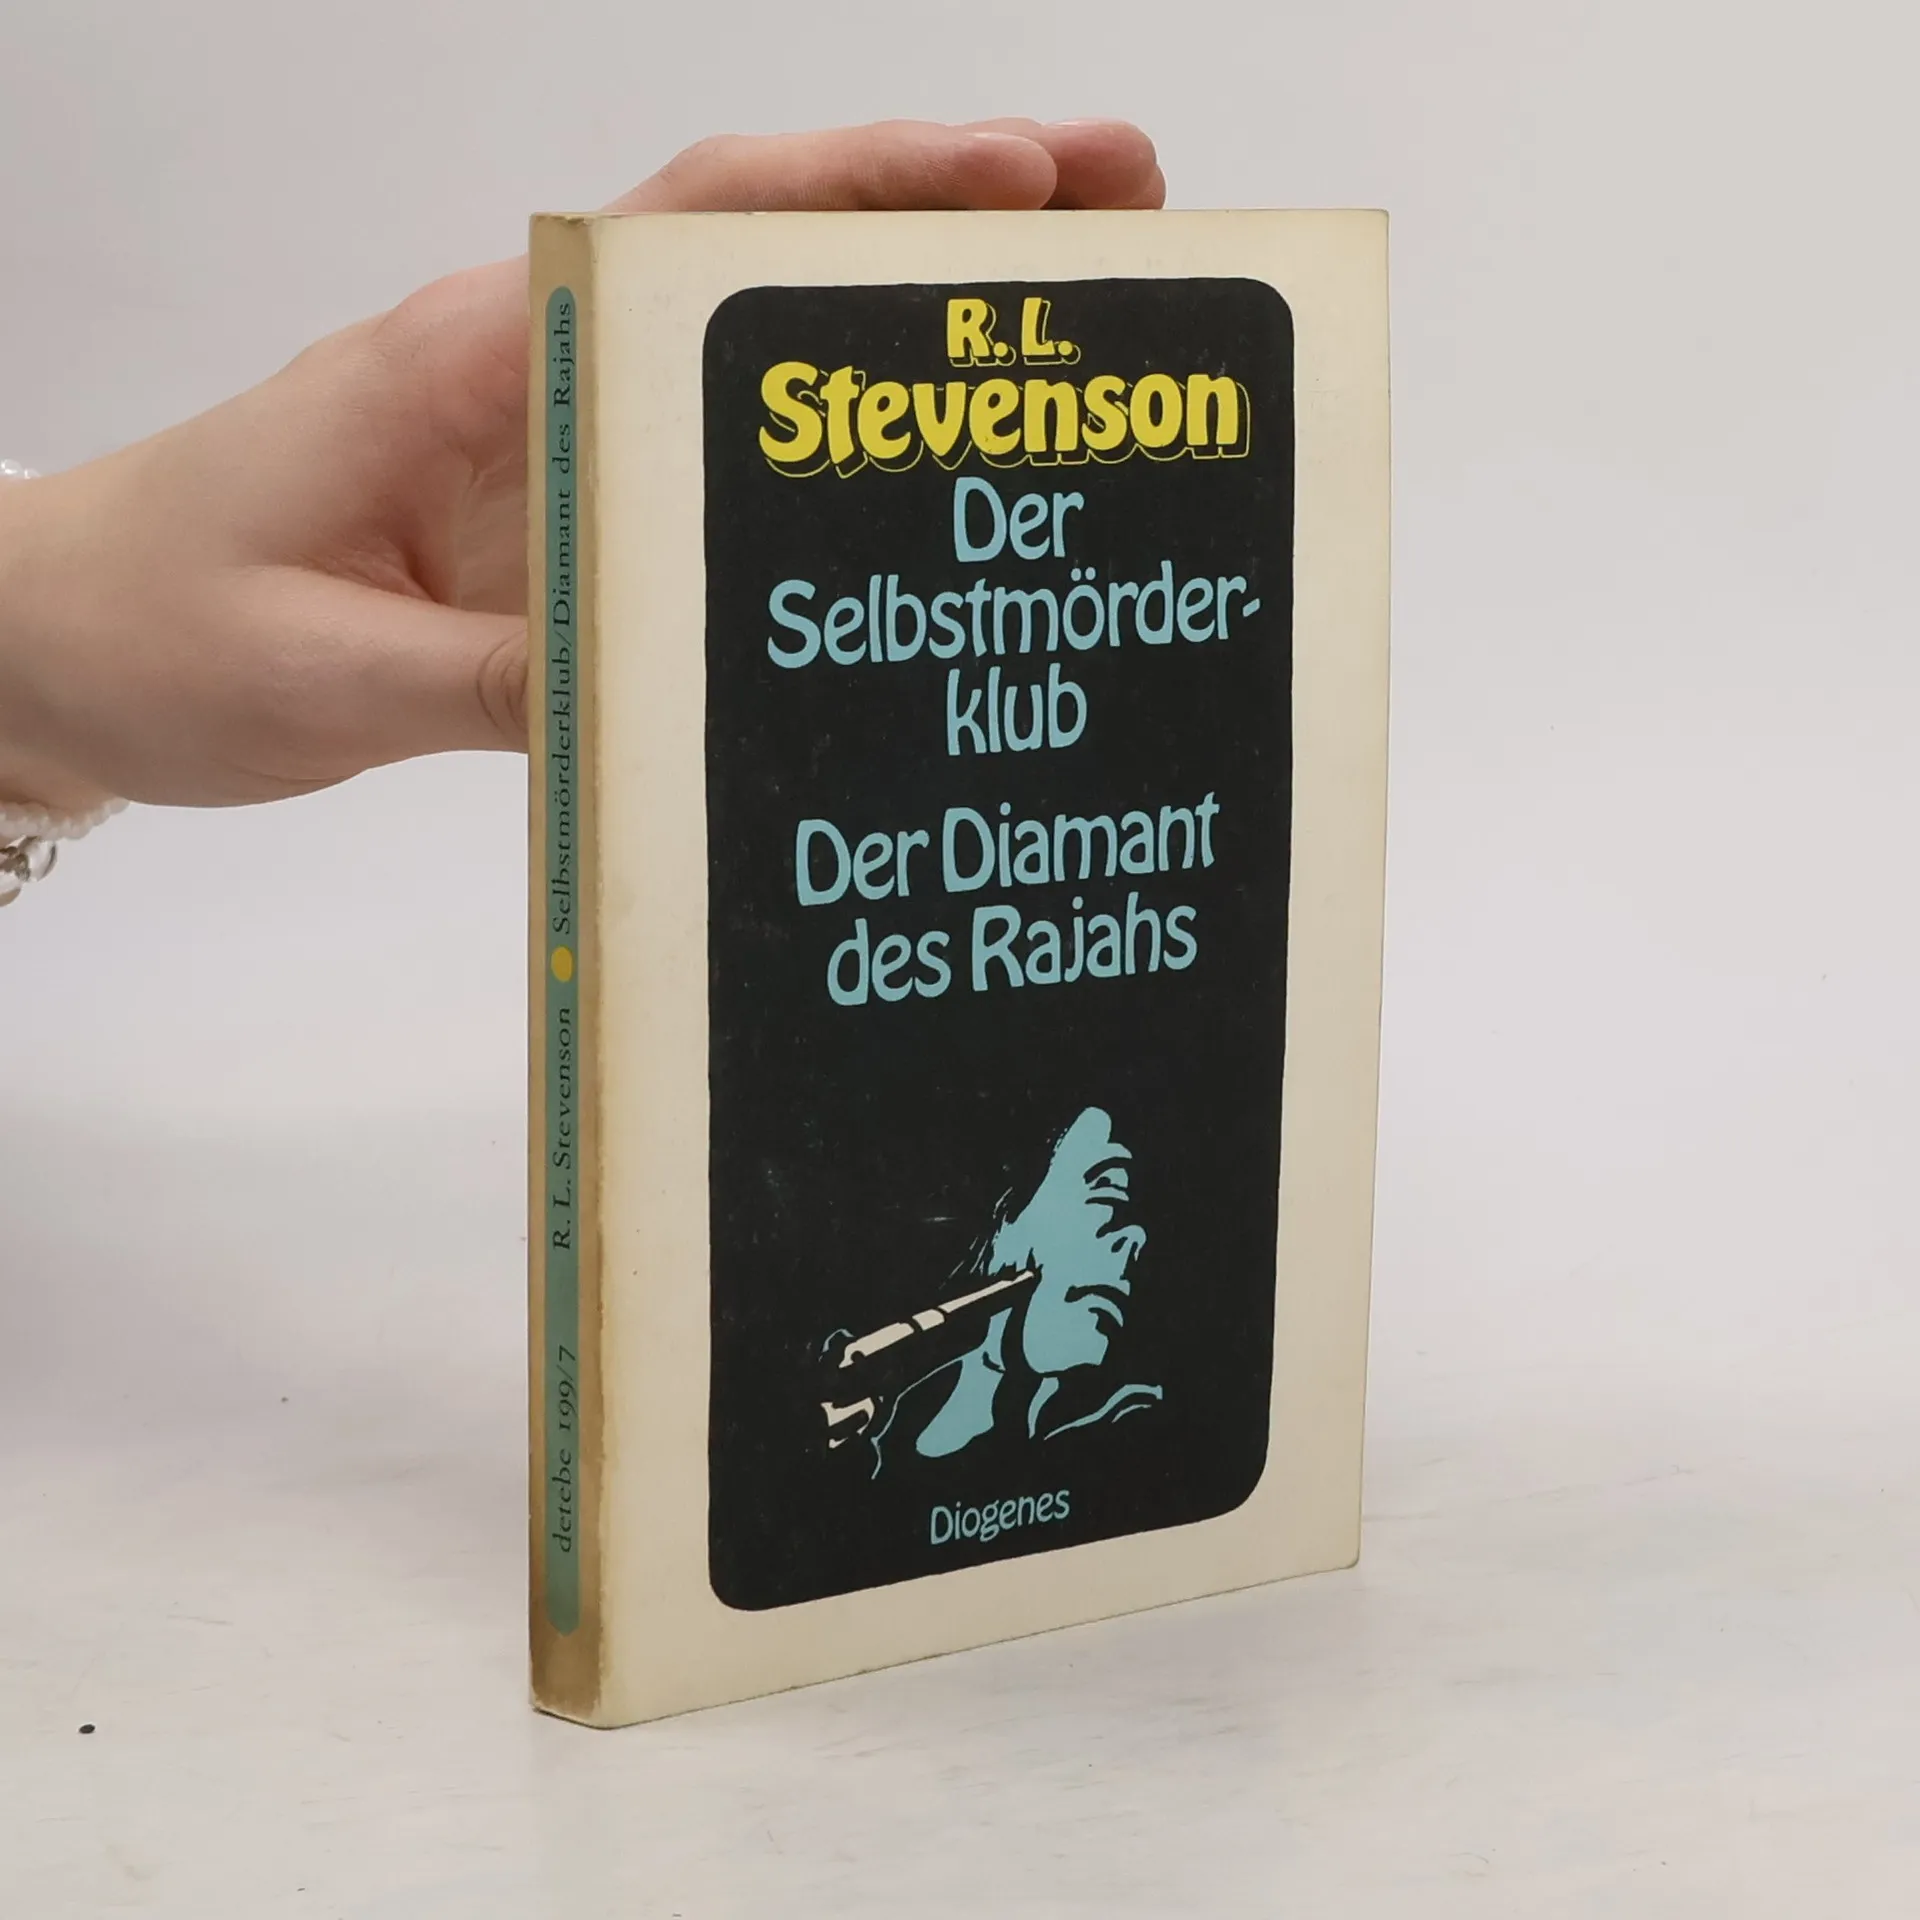 R. L.
Stevenson
Der
Selbstmörder-
klub
Der Diamant
des Rajahs
Diogenes
detebe 199/7 R. L. Stevenson Selbstmörderklub/Diamant des Rajahs